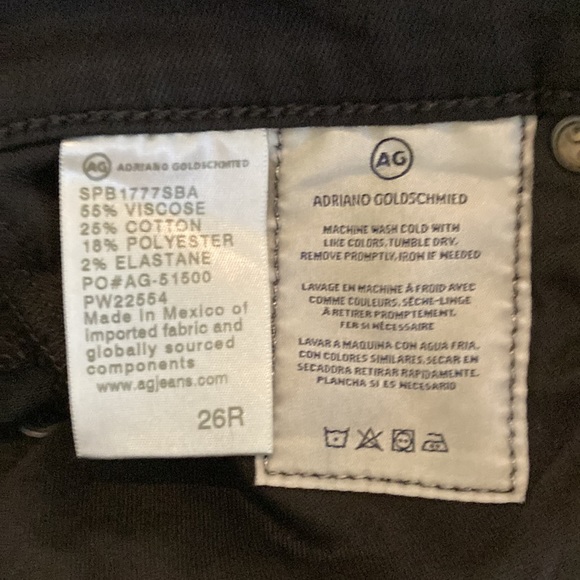 AG ADRIANO GOLDSCHMIED
SPB1777SBA
55% VISCOSE
25% COTTON
18% POLYESTER
2% ELASTANE
PO#AG-51500
PW22554
Made in Mexico of
imported fabric and
globally sourced
components
www.agjeans.com
26R
AG
ADRIANO GOLDSCHMIED
MACHINE WASH COLD WITH
LIKE COLORS, TUMBLE DRY.
REMOVE PROMPTLY, IRON IF NEEDED
LAVAGE EN MACHINE À FROID AVEC
COMME COULEURS, SÈCHE-LINGE
À RETIRER PROMPTEMENT.
FER SI NÉCESSAIRE
LAVAR A MAQUINA CON AGUA FRIA,
CON COLORES SIMILARES, SECAR EN
SECADORA RETIRAR RAPIDAMENTE.
PLANCHA SI ES NECESARIO